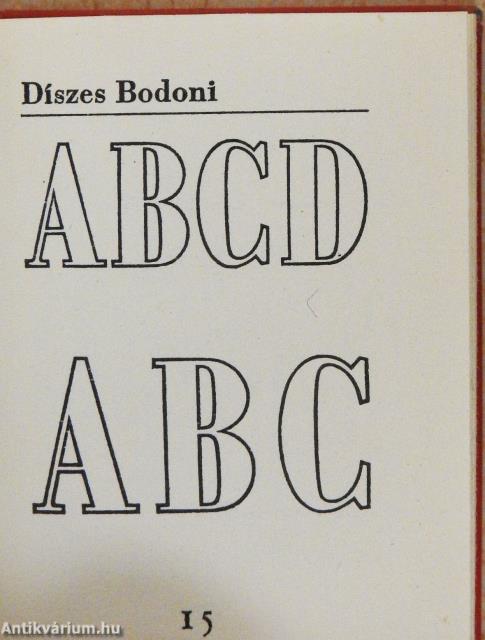 Díszes Bodoni
ABCD
ABC
15
Antikvárium.hu